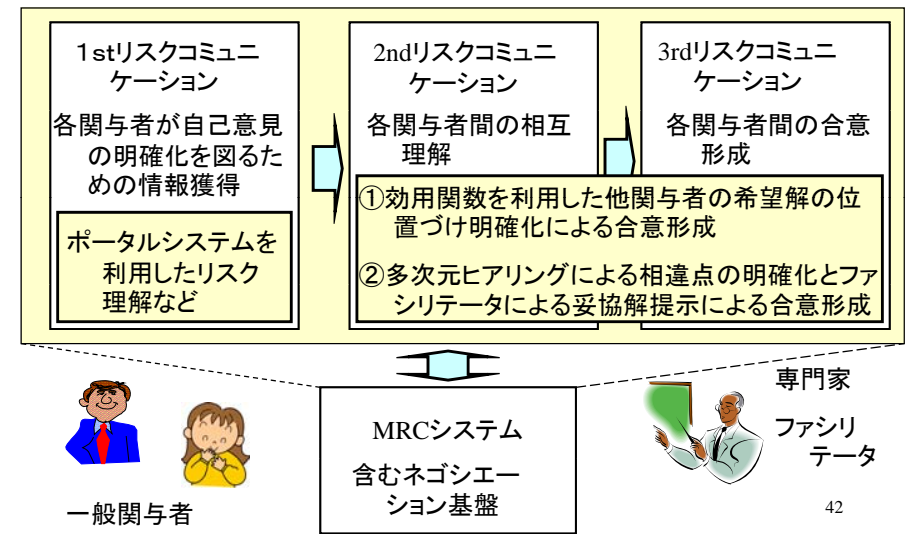 1stリスクコミュニ
ケーション
各関与者が自己意見
の明確化を図るた
めの情報獲得
ポータルシステムを
利用したリスク
理解など
2ndリスクコミュニ
ケーション
各関与者間の相互
理解
3rdリスクコミュニ
ケーション
各関与者間の合意
形成
①効用関数を利用した他関与者の希望解の位
置づけ明確化による合意形成
②多次元ヒアリングによる相違点の明確化とファ
シリテータによる妥協解提示による合意形成
一般関与者
MRCシステム
含むネゴシエー
ション基盤
専門家
ファシリ
テータ
42